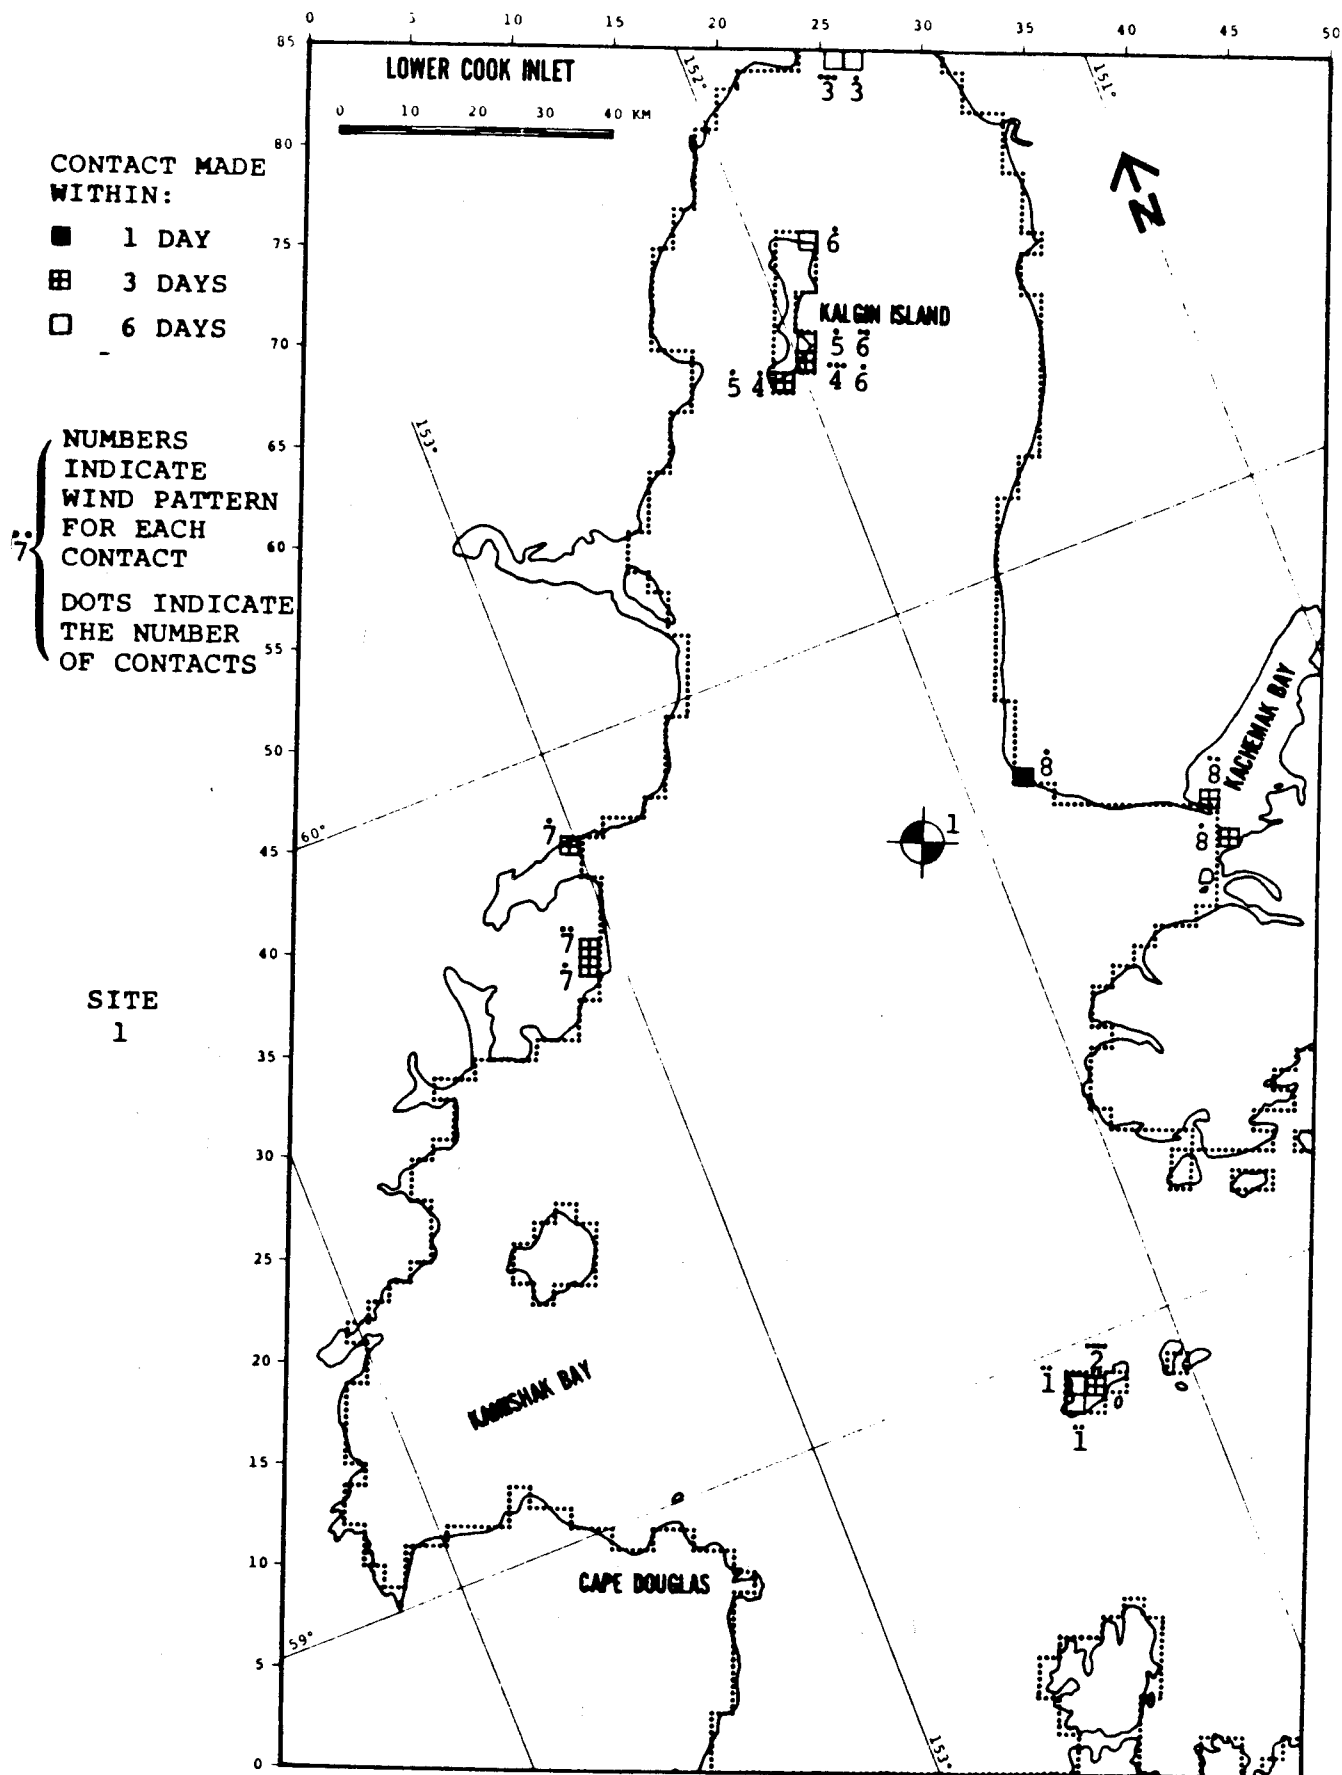 0 5 10 15 20 25 30 35 40 45 50
85
LOWER COOK INLET
152°
151°
3 3
0 10 20 30 40 KM
80
CONTACT MADE
WITHIN:
1 DAY
3 DAYS
6 DAYS
N
75
6
KALGIN ISLAND
70
5 6
5 4
4 6
153°
65
NUMBERS
INDICATE
WIND PATTERN
FOR EACH
CONTACT
7
DOTS INDICATE
THE NUMBER
OF CONTACTS
60
55
KACHEMAK BAY
50
8
8
60°
7
1
8
45
7
40
7
SITE
1
35
30
25
20
2
1
KAMISHAK BAY
1
15
10
CAPE DOUGLAS
59°
5
153°
0